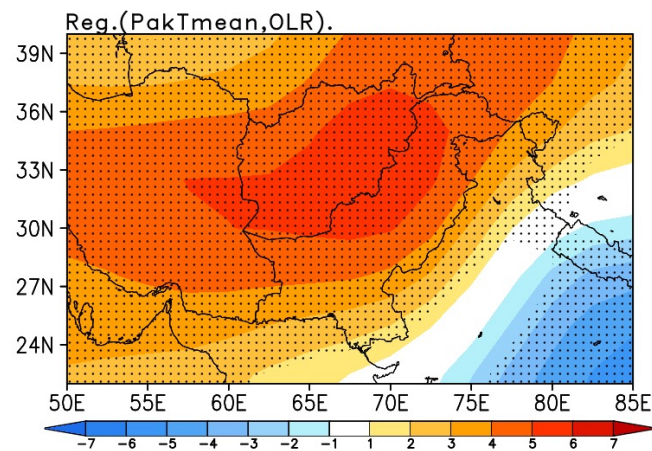 Reg.(PakTmean,OLR).
39N
36N
33N
30N
27N
24N
50E 55E 60E 65E 70E 75E 80E 85E
-7 -6 -5 -4 -3 -2 -1 1 2 3 4 5 6 7